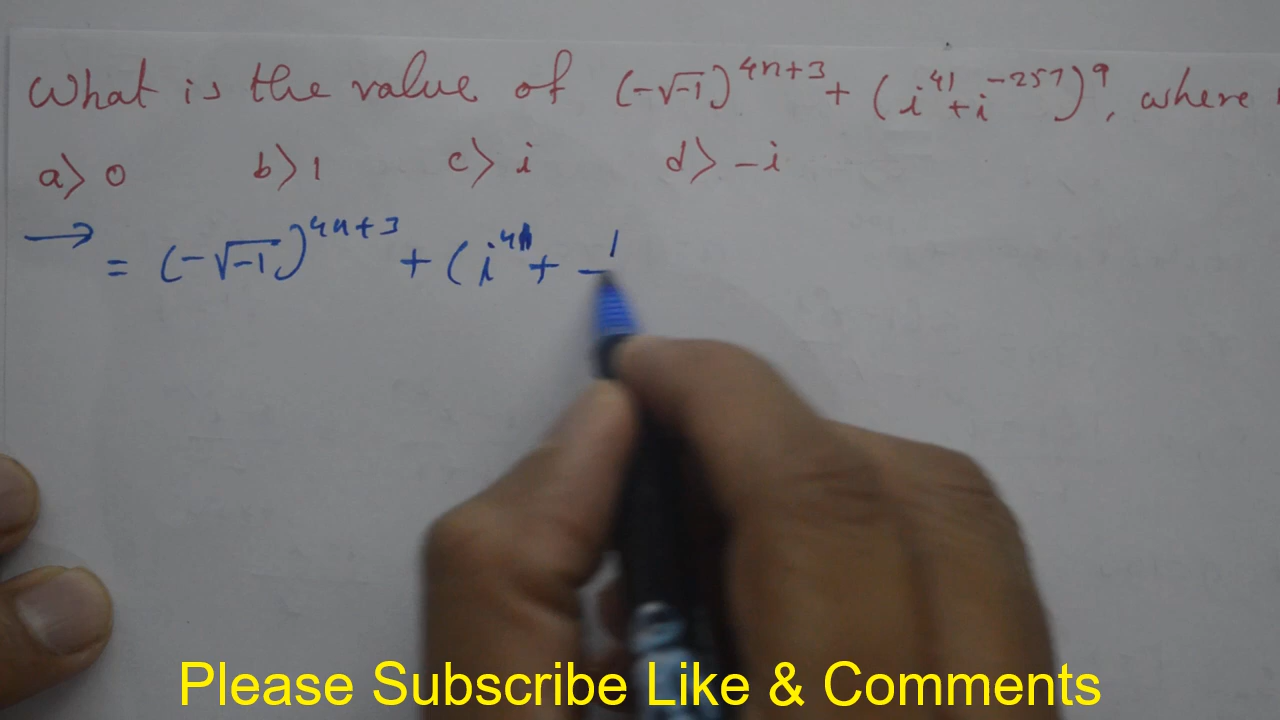 What is the value of (-√-1)^4n+3 + (i^41 + i^-257)^9, where
a> 0 b> 1 c> i d> -i
→ = (-√-1)^4n+3 + (i^41 + 1
Please Subscribe Like & Comments